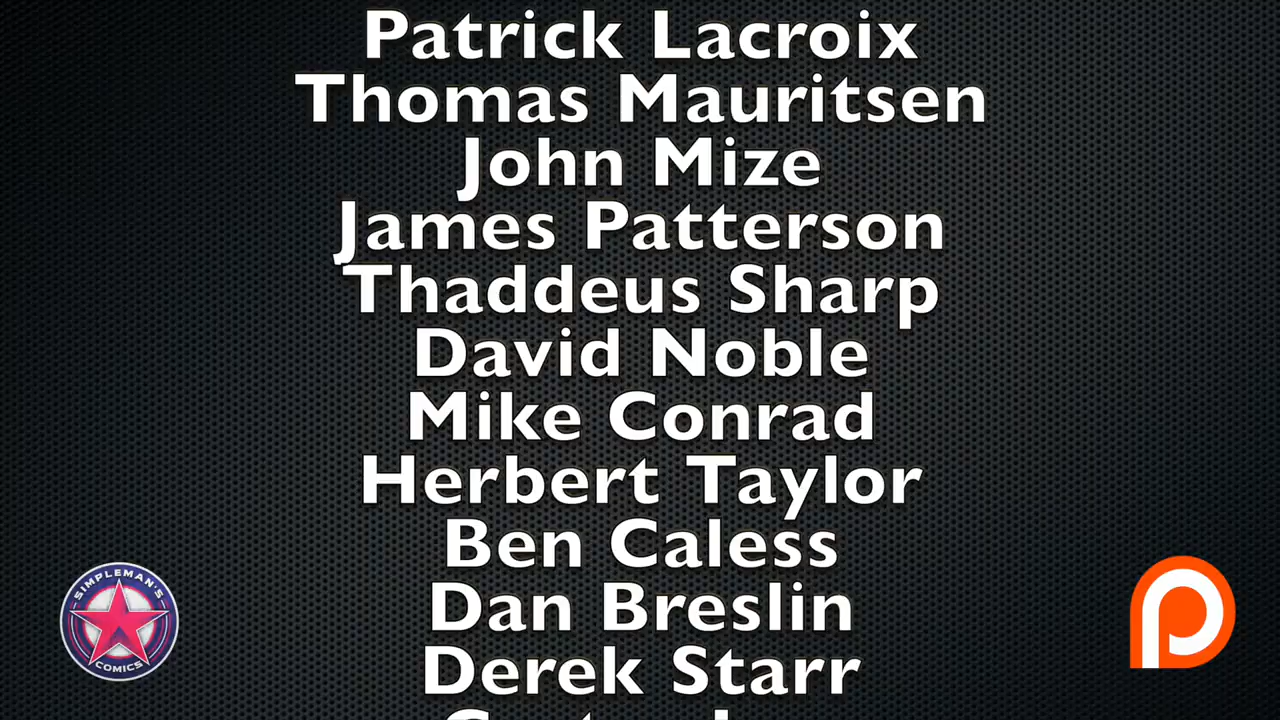 Patrick Lacroix
Thomas Mauritsen
John Mize
James Patterson
Thaddeus Sharp
David Noble
Mike Conrad
Herbert Taylor
Ben Caless
Dan Breslin
Derek Starr
SIMPLEMAN'S
COMICS